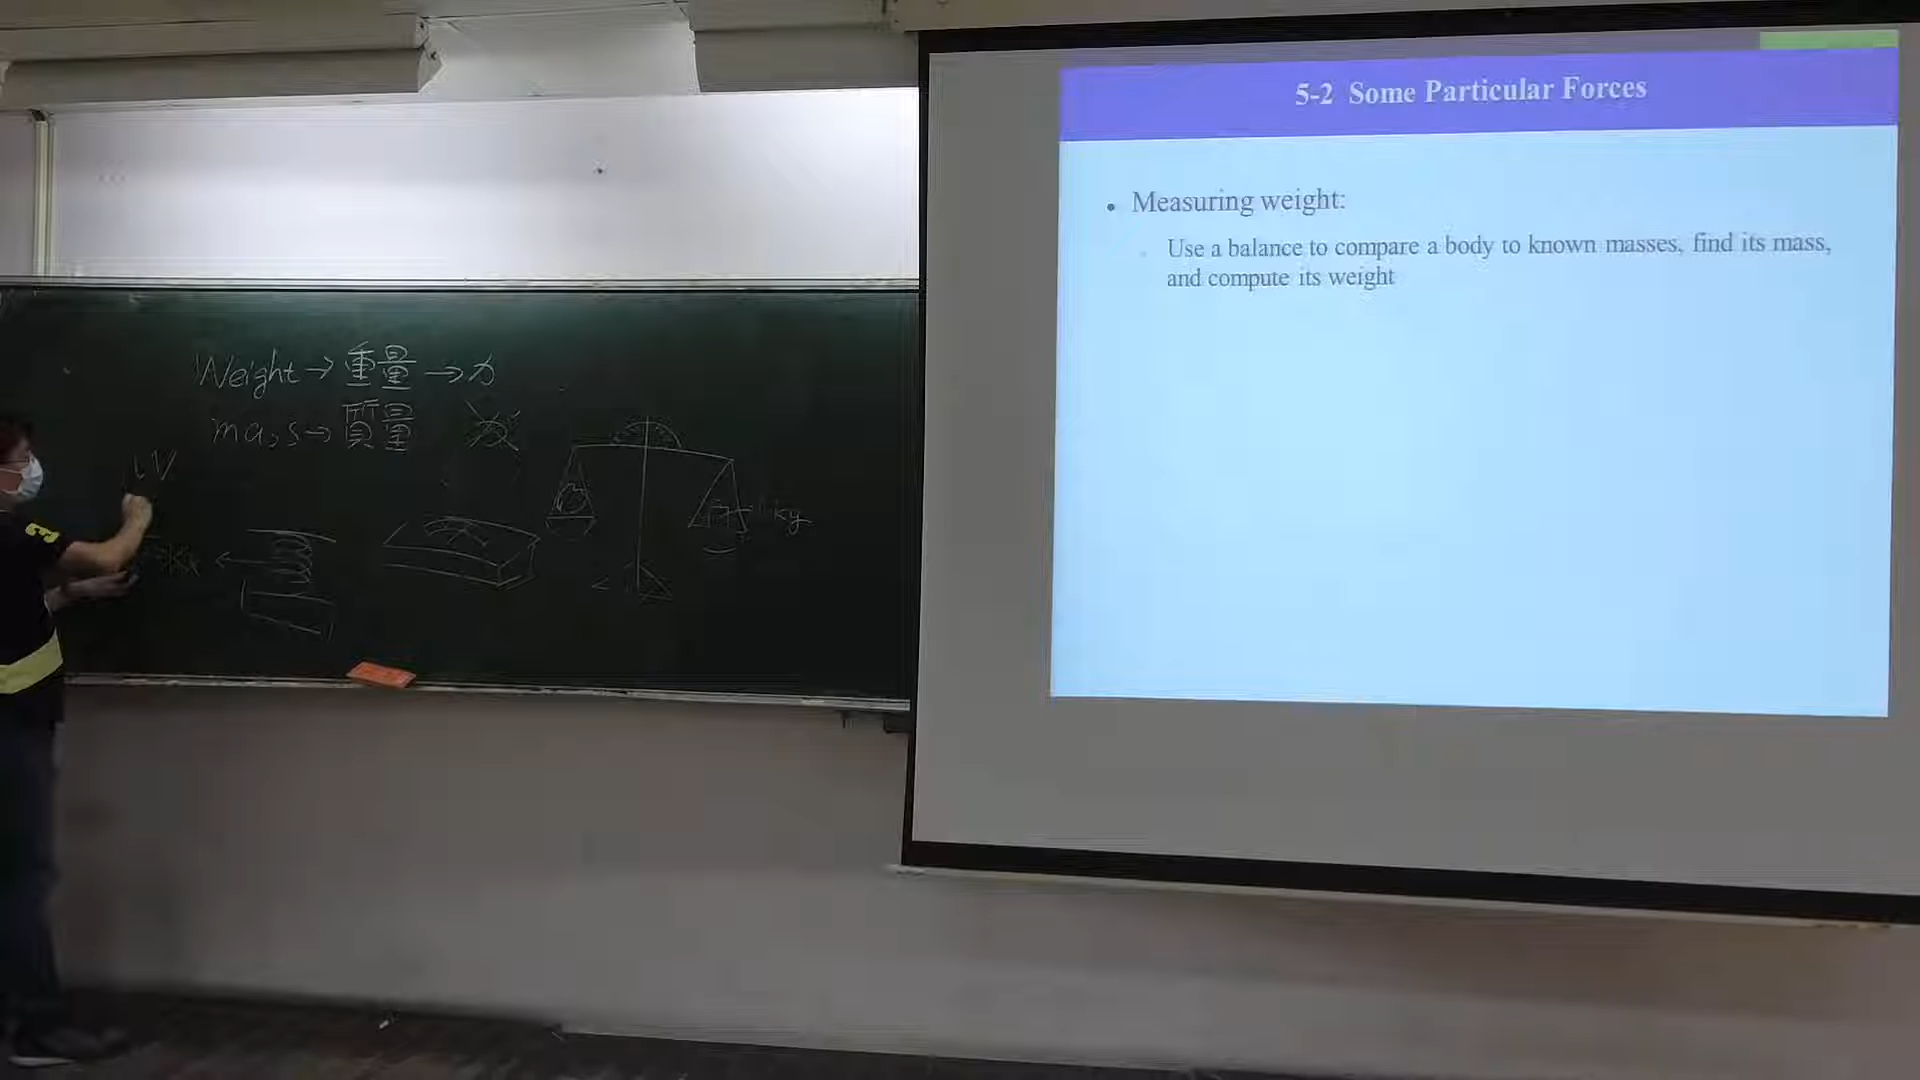 Weight → 重量 → 力
mass → 質量
W
kg
5-2 Some Particular Forces
• Measuring weight:
Use a balance to compare a body to known masses, find its mass,
and compute its weight